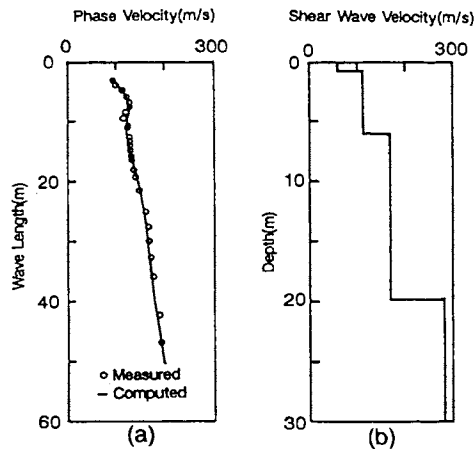 Phase Velocity(m/s)
0 300
0
20
40
60
Wave Length(m)
Measured
Computed
(a)
Shear Wave Velocity(m/s)
0 300
0
10
20
30
Depth(m)
(b)